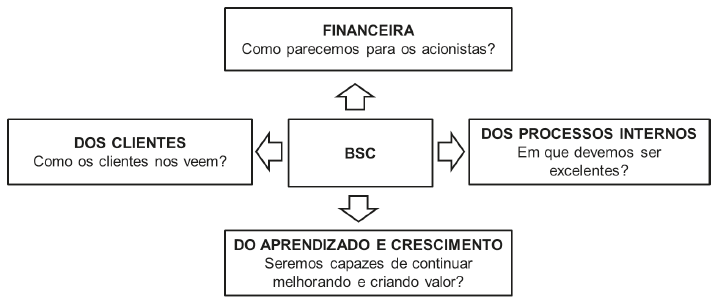 FINANCEIRA
Como parecemos para os acionistas?
DOS CLIENTES
Como os clientes nos veem?
BSC
DOS PROCESSOS INTERNOS
Em que devemos ser
excelentes?
DO APRENDIZADO E CRESCIMENTO
Seremos capazes de continuar
melhorando e criando valor?